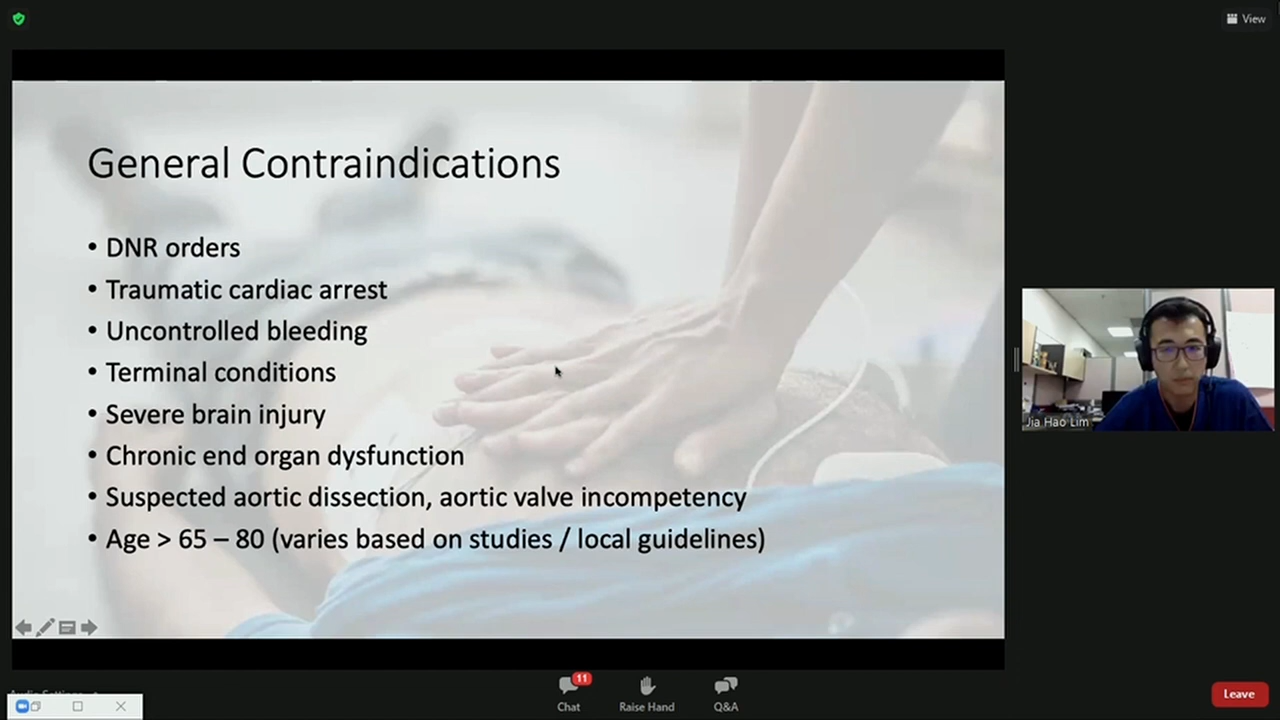 View
General Contraindications
• DNR orders
• Traumatic cardiac arrest
• Uncontrolled bleeding
• Terminal conditions
• Severe brain injury
• Chronic end organ dysfunction
• Suspected aortic dissection, aortic valve incompetency
• Age > 65 – 80 (varies based on studies / local guidelines)
Jia Hao Lim
11
Chat
Raise Hand
Q&A
Leave